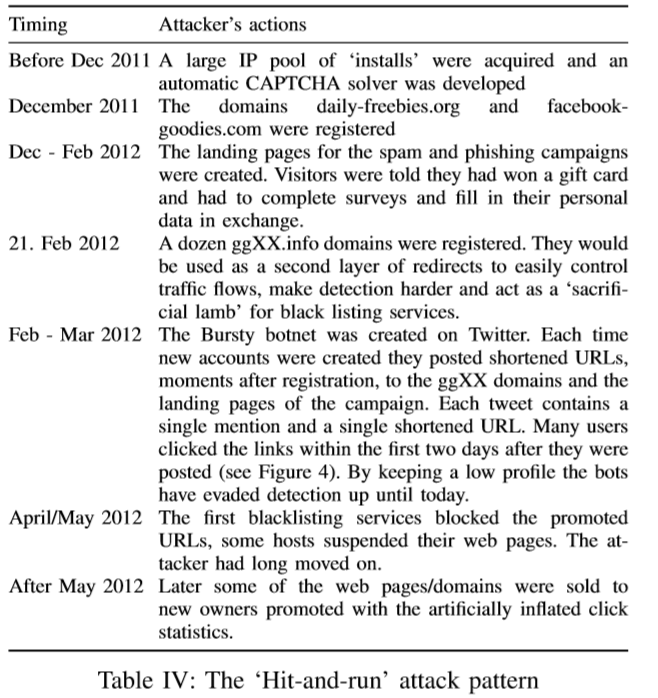 Timing Attacker's actions
Before Dec 2011 A large IP pool of 'installs' were acquired and an
automatic CAPTCHA solver was developed
December 2011 The domains daily-freebies.org and facebook-
goodies.com were registered
Dec - Feb 2012 The landing pages for the spam and phishing campaigns
were created. Visitors were told they had won a gift card
and had to complete surveys and fill in their personal
data in exchange.
21. Feb 2012 A dozen ggXX.info domains were registered. They would
be used as a second layer of redirects to easily control
traffic flows, make detection harder and act as a 'sacrifi-
cial lamb' for black listing services.
Feb - Mar 2012 The Bursty botnet was created on Twitter. Each time
new accounts were created they posted shortened URLs,
moments after registration, to the ggXX domains and the
landing pages of the campaign. Each tweet contains a
single mention and a single shortened URL. Many users
clicked the links within the first two days after they were
posted (see Figure 4). By keeping a low profile the bots
have evaded detection up until today.
April/May 2012 The first blacklisting services blocked the promoted
URLs, some hosts suspended their web pages. The at-
tacker had long moved on.
After May 2012 Later some of the web pages/domains were sold to
new owners promoted with the artificially inflated click
statistics.
Table IV: The 'Hit-and-run' attack pattern